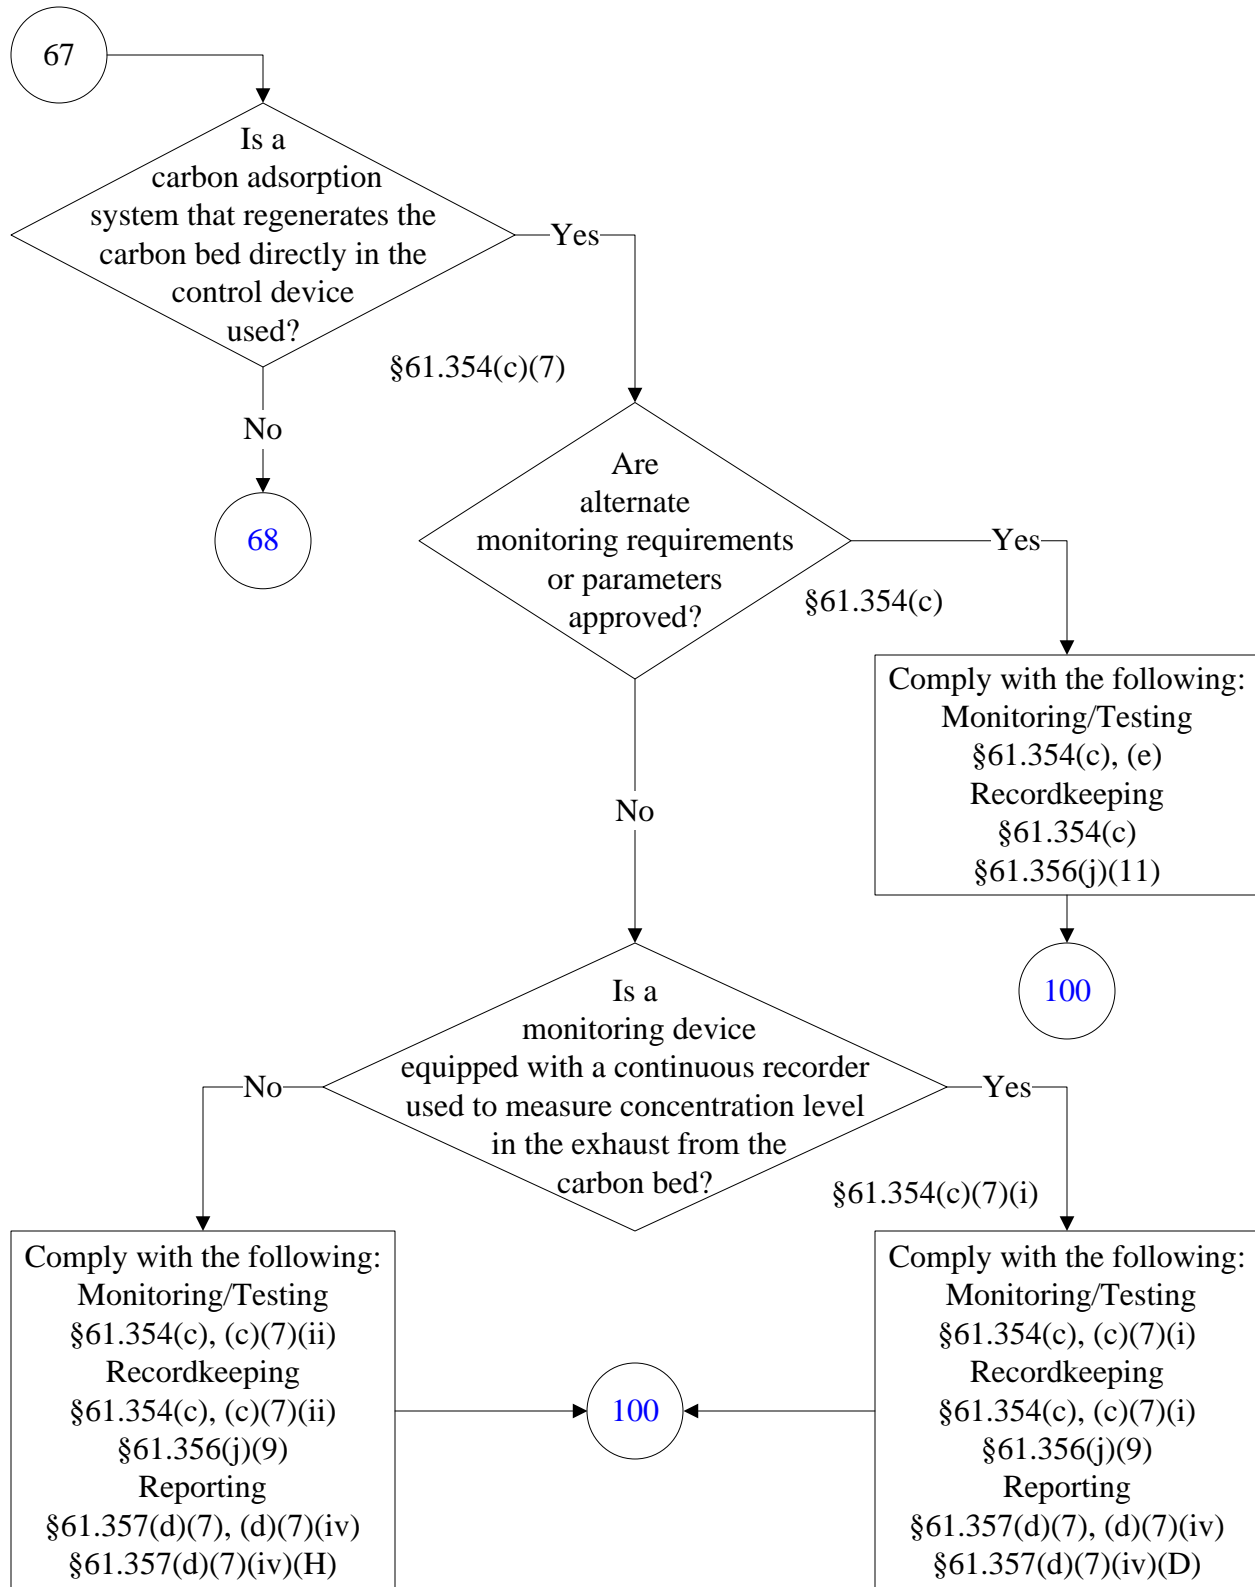 67
Is a
carbon adsorption
system that regenerates the
carbon bed directly in the
control device
used?
Yes
§61.354(c)(7)
No
68
Are
alternate
monitoring requirements
or parameters
approved?
Yes
§61.354(c)
Comply with the following:
Monitoring/Testing
§61.354(c), (e)
Recordkeeping
§61.354(c)
§61.356(j)(11)
100
No
Is a
monitoring device
equipped with a continuous recorder
used to measure concentration level
in the exhaust from the
carbon bed?
No
Yes
§61.354(c)(7)(i)
Comply with the following:
Monitoring/Testing
§61.354(c), (c)(7)(ii)
Recordkeeping
§61.354(c), (c)(7)(ii)
§61.356(j)(9)
Reporting
§61.357(d)(7), (d)(7)(iv)
§61.357(d)(7)(iv)(H)
100
Comply with the following:
Monitoring/Testing
§61.354(c), (c)(7)(i)
Recordkeeping
§61.354(c), (c)(7)(i)
§61.356(j)(9)
Reporting
§61.357(d)(7), (d)(7)(iv)
§61.357(d)(7)(iv)(D)